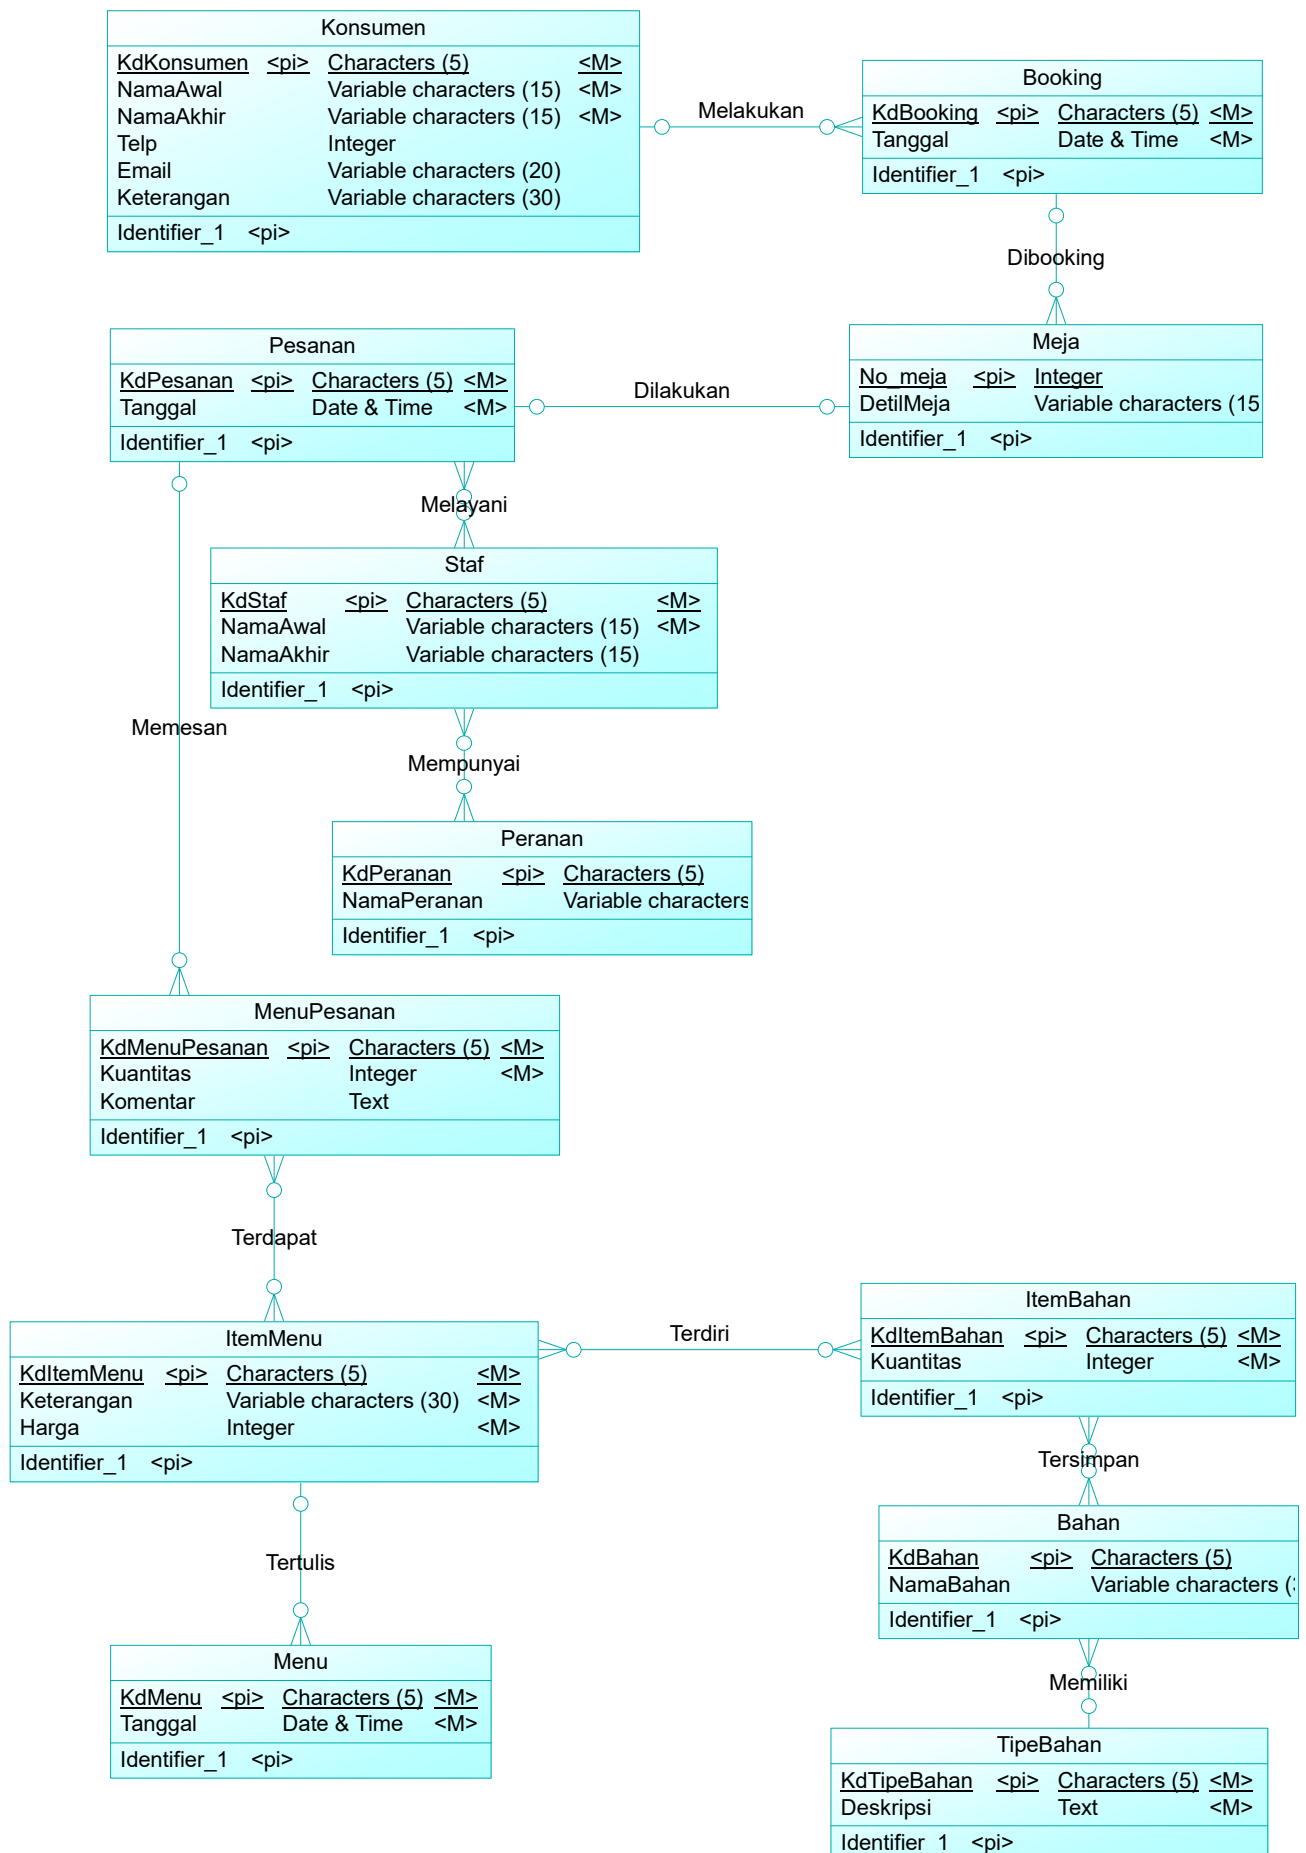 Konsumen
KdKonsumen <pi> Characters (5) <M>
NamaAwal Variable characters (15) <M>
NamaAkhir Variable characters (15) <M>
Telp Integer
Email Variable characters (20)
Keterangan Variable characters (30)
Identifier_1 <pi>
Melakukan
Booking
KdBooking <pi> Characters (5) <M>
Tanggal Date & Time <M>
Identifier_1 <pi>
Dibooking
Pesanan
KdPesanan <pi> Characters (5) <M>
Tanggal Date & Time <M>
Identifier_1 <pi>
Dilakukan
Meja
No_meja <pi> Integer
DetilMeja Variable characters (15
Identifier_1 <pi>
Melayani
Staf
KdStaf <pi> Characters (5) <M>
NamaAwal Variable characters (15) <M>
NamaAkhir Variable characters (15)
Identifier_1 <pi>
Memesan
Mempunyai
Peranan
KdPeranan <pi> Characters (5)
NamaPeranan Variable characters
Identifier_1 <pi>
MenuPesanan
KdMenuPesanan <pi> Characters (5) <M>
Kuantitas Integer <M>
Komentar Text
Identifier_1 <pi>
Terdapat
ItemMenu
KdItemMenu <pi> Characters (5) <M>
Keterangan Variable characters (30) <M>
Harga Integer <M>
Identifier_1 <pi>
Terdiri
ItemBahan
KdItemBahan <pi> Characters (5) <M>
Kuantitas Integer <M>
Identifier_1 <pi>
Tersimpan
Bahan
KdBahan <pi> Characters (5)
NamaBahan Variable characters (
Identifier_1 <pi>
Tertulis
Menu
KdMenu <pi> Characters (5) <M>
Tanggal Date & Time <M>
Identifier_1 <pi>
Memiliki
TipeBahan
KdTipeBahan <pi> Characters (5) <M>
Deskripsi Text <M>
Identifier_1 <pi>